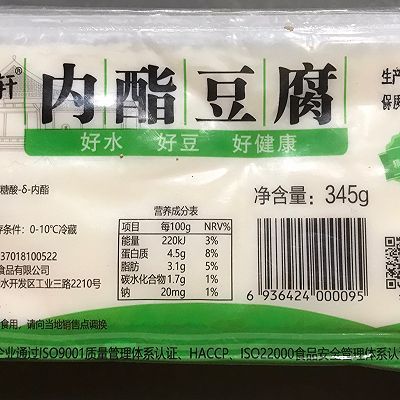 轩®
内酯豆腐
生产
保质
好水 好豆 好健康
糖酸-δ-内酯
净含量：345g
条件：0-10℃冷藏
营养成分表
项目 每100g NRV%
能量 220kJ 3%
蛋白质 4.5g 8%
脂肪 3.1g 5%
碳水化合物 1.7g 1%
钠 20mg 1%
37018100522
食品有限公司
水开发区工业三路2210号
6 936424 000095
食用，请向当地销售点调换
企业通过ISO9001质量管理体系认证、HACCP、ISO22000食品安全管理体系认